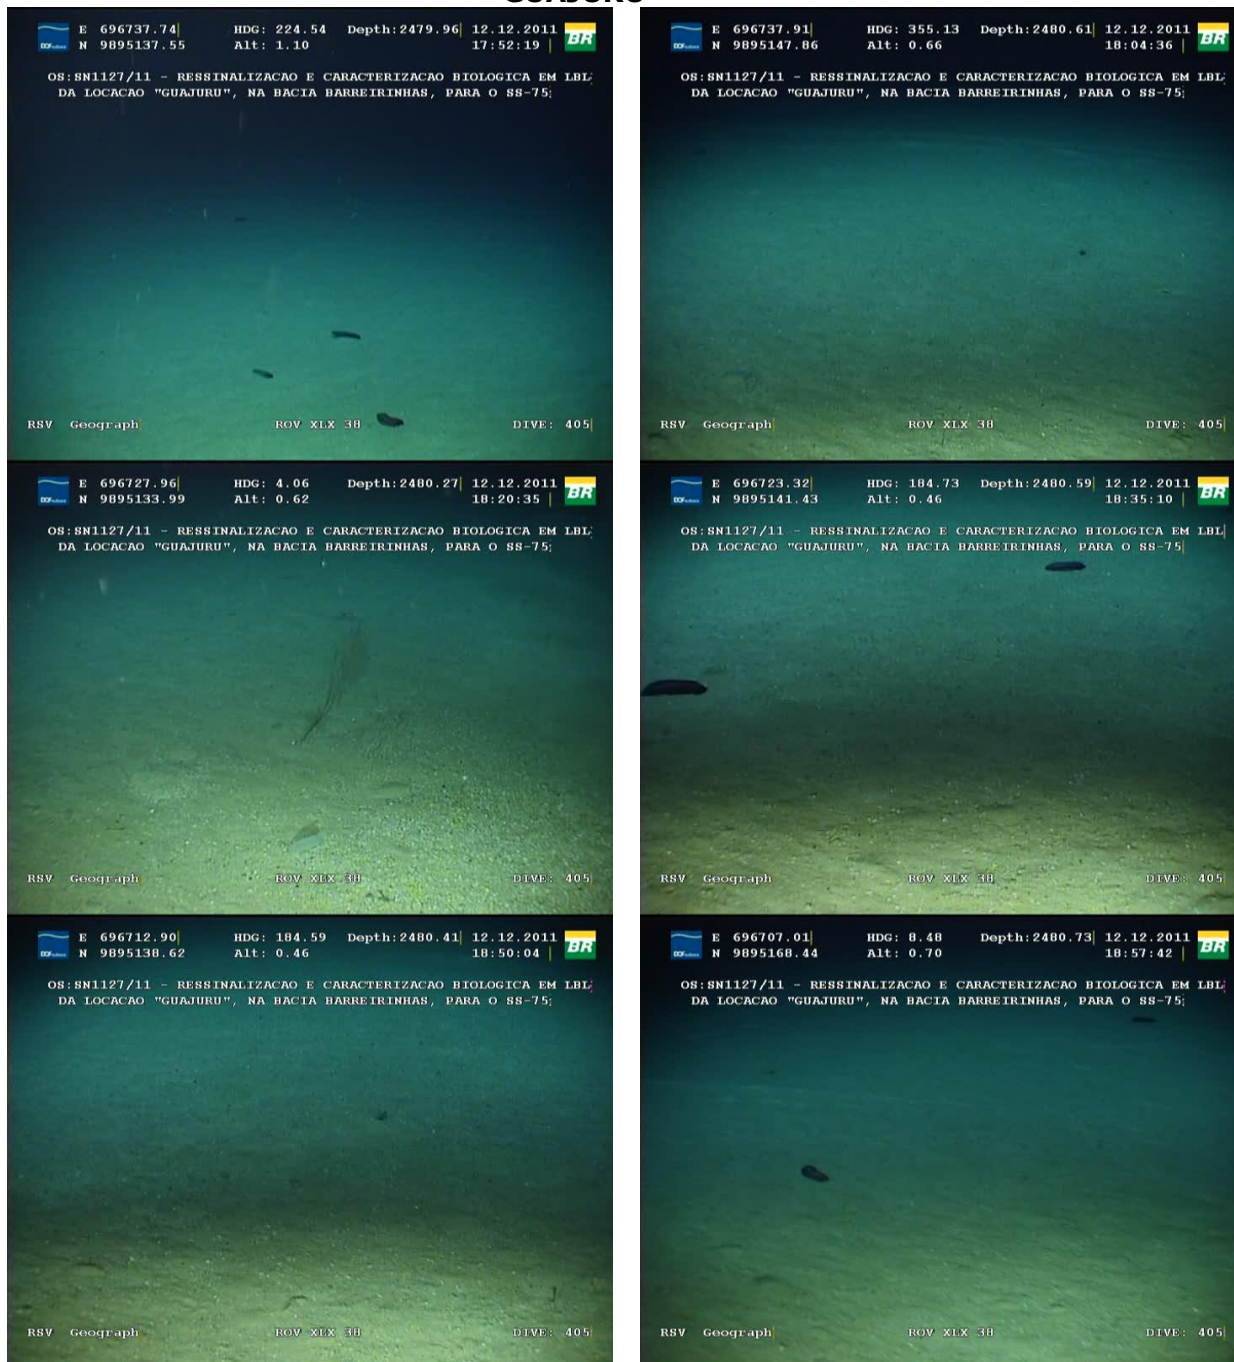 E 696737.74 HDG: 224.54 Depth:2479.96 12.12.2011
N 9895137.55 Alt: 1.10 17:52:19
BR
OS:SN1127/11 - RESSINALIZACAO E CARACTERIZACAO BIOLOGICA EM LBL
DA LOCACAO "GUAJURU", NA BACIA BARREIRINHAS, PARA O SS-75
RSV Geograph ROV XLX 38 DIVE: 405
E 696737.91 HDG: 355.13 Depth:2480.61 12.12.2011
N 9895147.86 Alt: 0.66 18:04:36
BR
OS:SN1127/11 - RESSINALIZACAO E CARACTERIZACAO BIOLOGICA EM LBL
DA LOCACAO "GUAJURU", NA BACIA BARREIRINHAS, PARA O SS-75
RSV Geograph ROV XLX 38 DIVE: 405
E 696727.96 HDG: 4.06 Depth:2480.27 12.12.2011
N 9895133.99 Alt: 0.62 18:20:35
BR
OS:SN1127/11 - RESSINALIZACAO E CARACTERIZACAO BIOLOGICA EM LBL
DA LOCACAO "GUAJURU", NA BACIA BARREIRINHAS, PARA O SS-75
RSV Geograph ROV XLX 38 DIVE: 405
E 696723.32 HDG: 184.73 Depth:2480.59 12.12.2011
N 9895141.43 Alt: 0.46 18:35:10
BR
OS:SN1127/11 - RESSINALIZACAO E CARACTERIZACAO BIOLOGICA EM LBL
DA LOCACAO "GUAJURU", NA BACIA BARREIRINHAS, PARA O SS-75
RSV Geograph ROV XLX 38 DIVE: 405
E 696712.90 HDG: 184.59 Depth:2480.41 12.12.2011
N 9895138.62 Alt: 0.46 18:50:04
BR
OS:SN1127/11 - RESSINALIZACAO E CARACTERIZACAO BIOLOGICA EM LBL
DA LOCACAO "GUAJURU", NA BACIA BARREIRINHAS, PARA O SS-75
RSV Geograph ROV XLX 38 DIVE: 405
E 696707.01 HDG: 8.48 Depth:2480.73 12.12.2011
N 9895168.44 Alt: 0.70 18:57:42
BR
OS:SN1127/11 - RESSINALIZACAO E CARACTERIZACAO BIOLOGICA EM LBL
DA LOCACAO "GUAJURU", NA BACIA BARREIRINHAS, PARA O SS-75
RSV Geograph ROV XLX 38 DIVE: 405